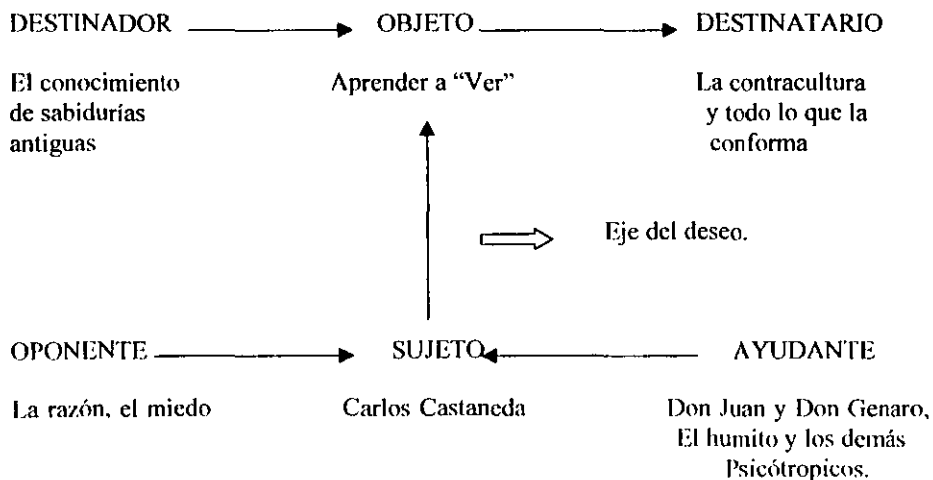 DESTINADOR OBJETO DESTINATARIO
El conocimiento
de sabidurías
antiguas
Aprender a “Ver”
La contracultura
y todo lo que la
conforma
Eje del deseo.
OPONENTE SUJETO AYUDANTE
La razón, el miedo
Carlos Castaneda
Don Juan y Don Genaro,
El humito y los demás
Psicótropicos.